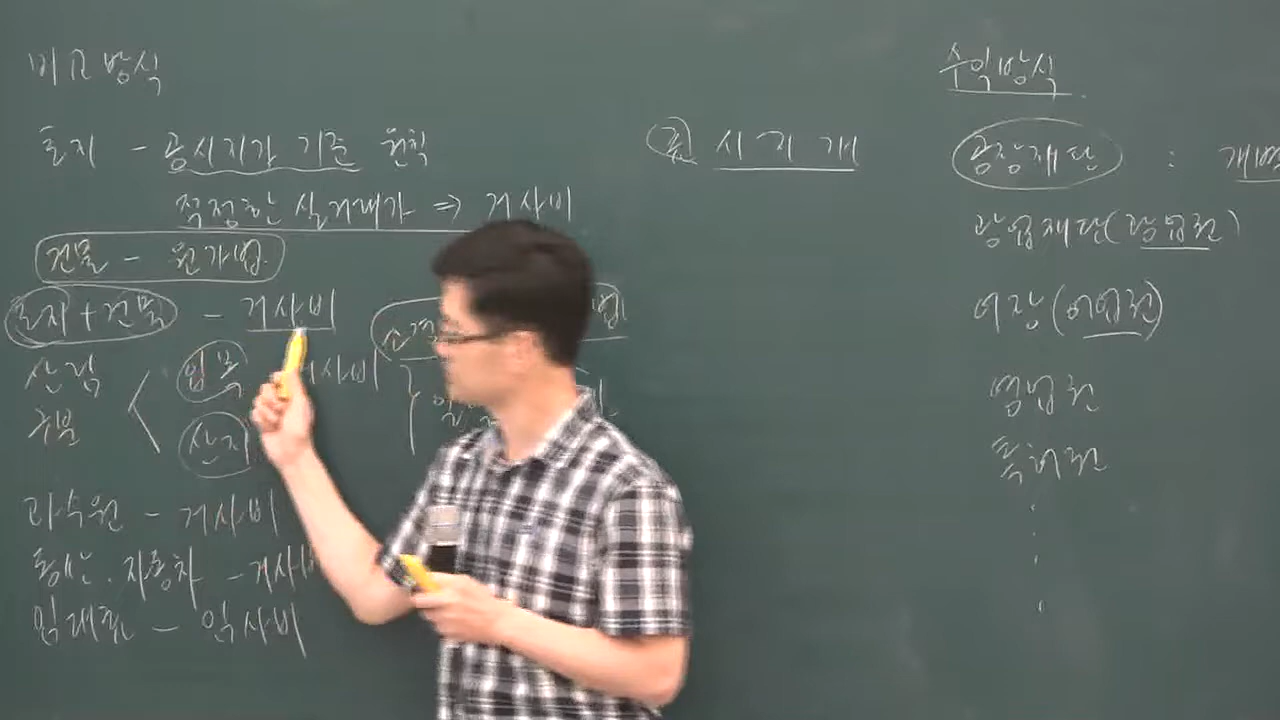 비교방식
토지 - 공시지가 기준 원칙
적정한 실거래가 ⇒ 거사비
건물 - 원가법
토지+건물 - 거사비
산림
입목 거사비
산지
과수원 - 거사비
동산·자동차 - 거사비
임대료 - 임사비
시 지 개
수익방식
공장재단 :
광업재단(광업권)
어장(어업권)
영업권
특허권